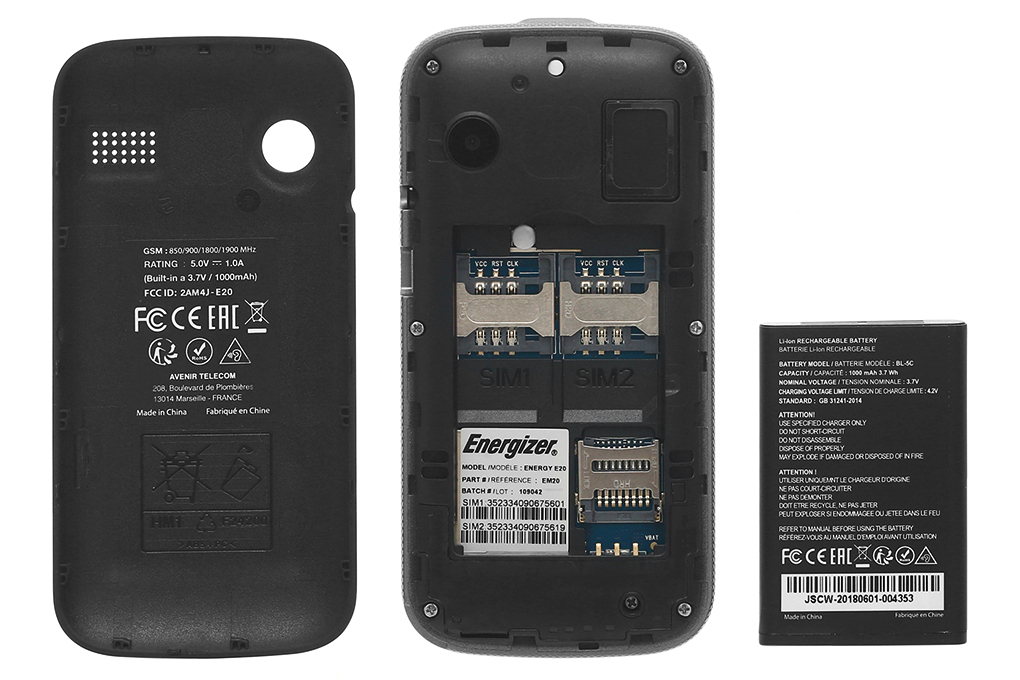 GSM : 850/900/1800/1900 MHz
RATING : 5.0V 1.0A
(Built-in a 3.7V / 1000mAh)
FCC ID: 2AM4J-E20
FC CE EAC
RoHS
AVENIR TELECOM
208, Boulevard de Plombières
13014 Marseille - FRANCE
Made in China Fabriqué en Chine
VCC RST CLK
VCC RST CLK
SIM1 SIM2
Energizer®
MODEL /MODÈLE : ENERGY E20
PART # / RÉFÉRENCE : EM20
BATCH # / LOT : 109042
SIM1 352334090675601
SIM2 352334090675619
VBAT
Li-Ion RECHARGEABLE BATTERY
BATTERIE Li-Ion RECHARGEABLE
BATTERY MODEL / BATTERIE MODÈLE : BL-5C
CAPACITY / CAPACITÉ : 1000 mAh 3.7 Wh
NOMINAL VOLTAGE / TENSION NOMINALE : 3.7V
CHARGING VOLTAGE LIMIT / TENSION DE CHARGE LIMITE : 4.2V
STANDARD : GB 31241-2014
ATTENTION!
USE SPECIFIED CHARGER ONLY
DO NOT SHORT-CIRCUIT
DO NOT DISASSEMBLE
DISPOSE OF PROPERLY
MAY EXPLODE IF DAMAGED OR DISPOSED OF IN FIRE
ATTENTION !
UTILISER UNIQUEMENT LE CHARGEUR D'ORIGINE
NE PAS COURT-CIRCUITER
NE PAS DEMONTER
DOIT ETRE RECYCLE, NE PAS JETER
PEUT EXPLOSER SI ENDOMMAGEE OU JETEE DANS LE FEU
REFER TO MANUAL BEFORE USING THE BATTERY
RÉFÉREZ-VOUS AU MANUEL D'EMPLOI AVANT UTILISATION
FC CE EAC
JSCW-20180601-004353
Made in China Fabriqué en Chine